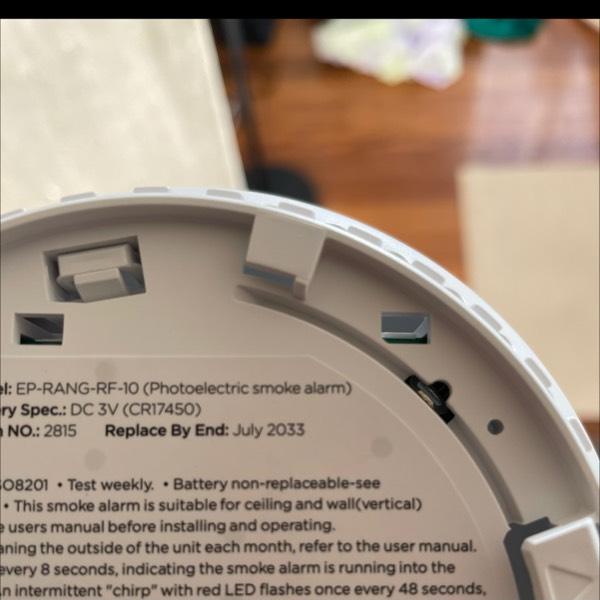 el: EP-RANG-RF-10 (Photoelectric smoke alarm)
ry Spec.: DC 3V (CR17450)
NO.: 2815 Replace By End: July 2033
SO8201 • Test weekly. • Battery non-replaceable-see
• This smoke alarm is suitable for ceiling and wall(vertical)
e users manual before installing and operating.
aning the outside of the unit each month, refer to the user manual.
every 8 seconds, indicating the smoke alarm is running into the
n intermittent "chirp" with red LED flashes once every 48 seconds,